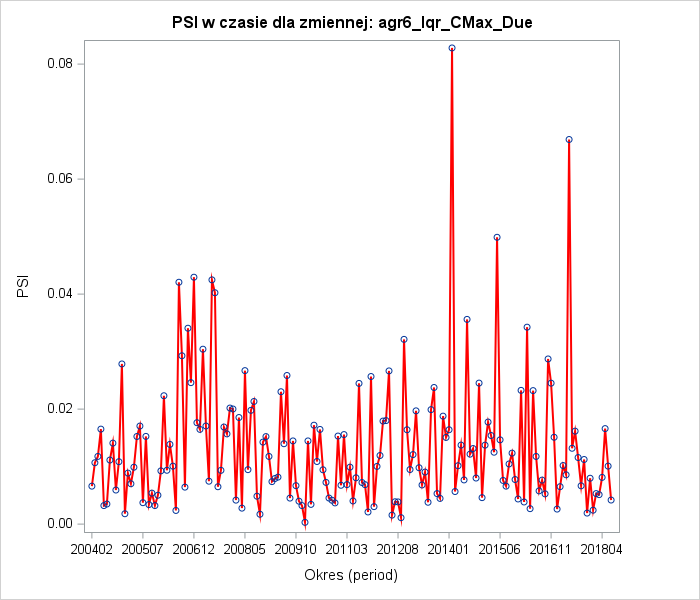 PSI w czasie dla zmiennej: agr6_Iqr_CMax_Due
0.08
0.06
0.04
0.02
0.00
PSI
200402 200507 200612 200805 200910 201103 201208 201401 201506 201611 201804
Okres (period)